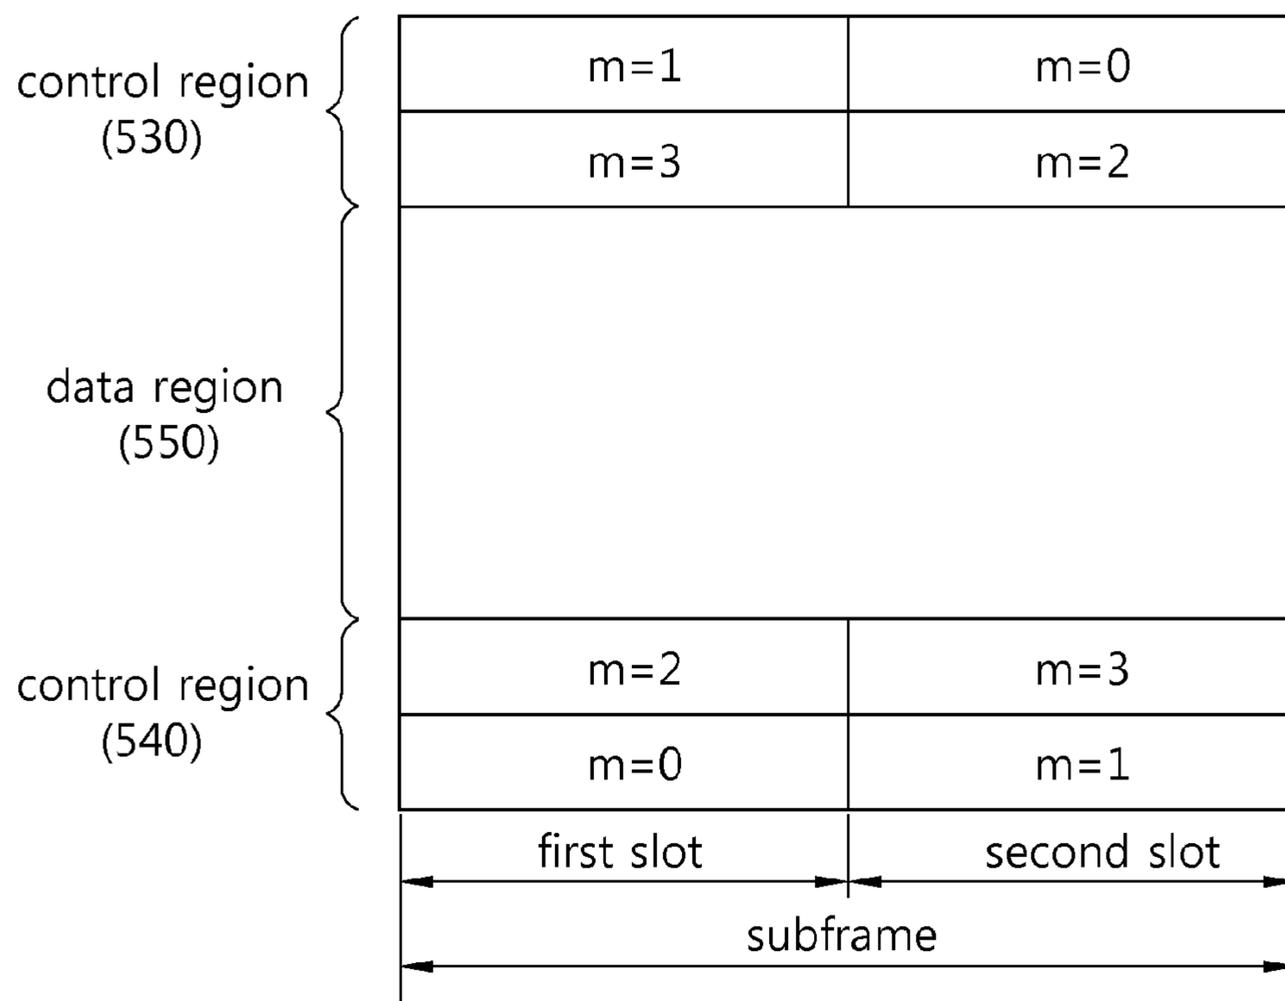 control region
(530)
m=1
m=0
m=3
m=2
data region
(550)
control region
(540)
m=2
m=3
m=0
m=1
first slot
second slot
subframe